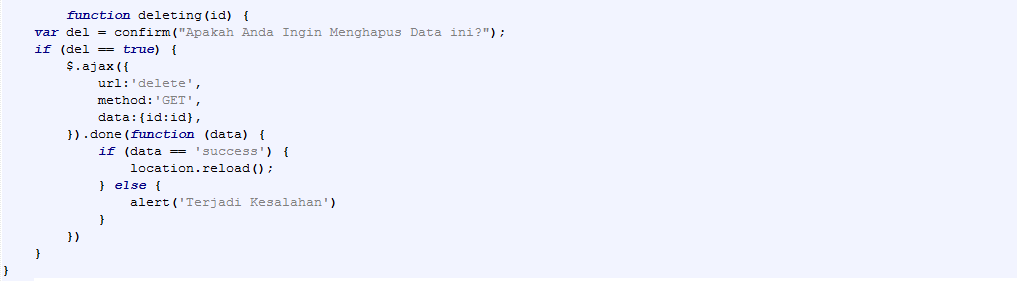 function deleting(id) {
var del = confirm("Apakah Anda Ingin Menghapus Data ini?");
if (del == true) {
$.ajax({
url:'delete',
method:'GET',
data:{id:id},
}).done(function (data) {
if (data == 'success') {
location.reload();
} else {
alert('Terjadi Kesalahan')
}
})
}
}